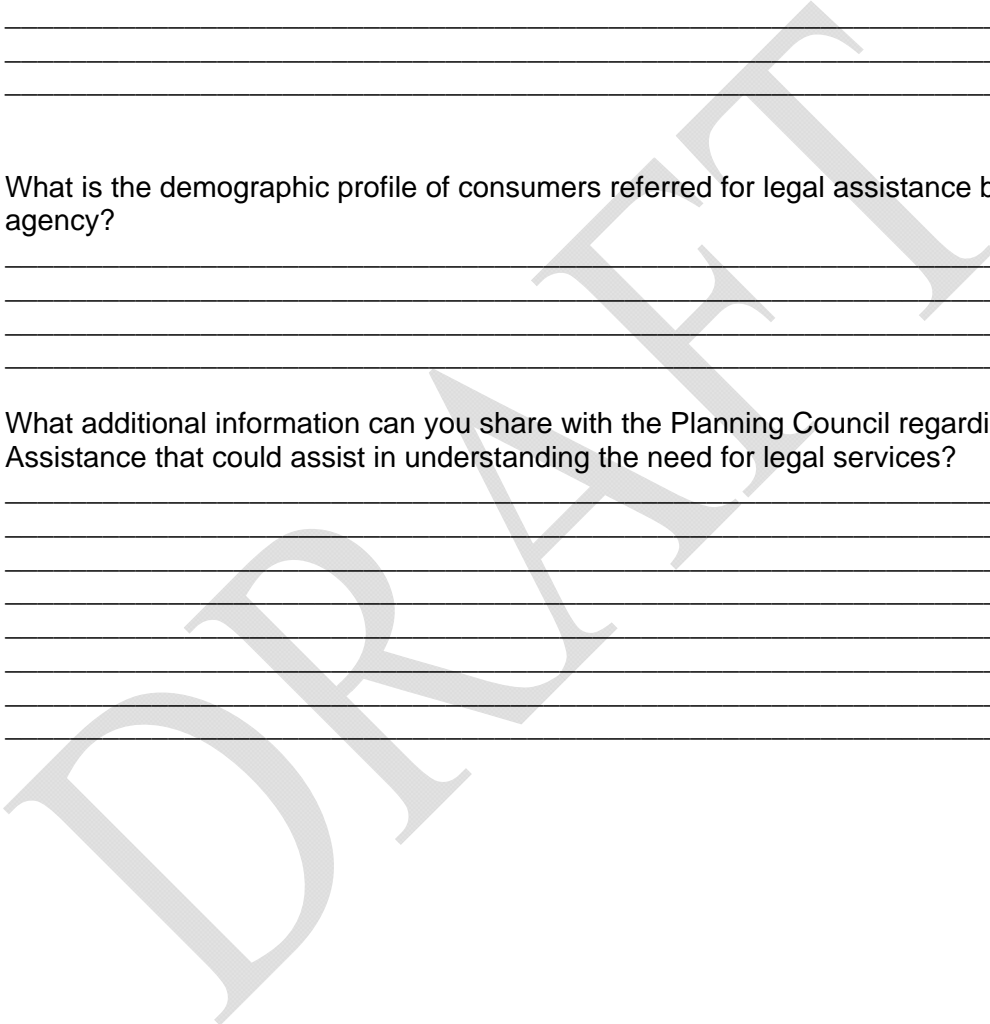 What is the demographic profile of consumers referred for legal assistance
agency?
What additional information can you share with the Planning Council
Assistance that could assist in understanding the need for legal services?
DRAFT